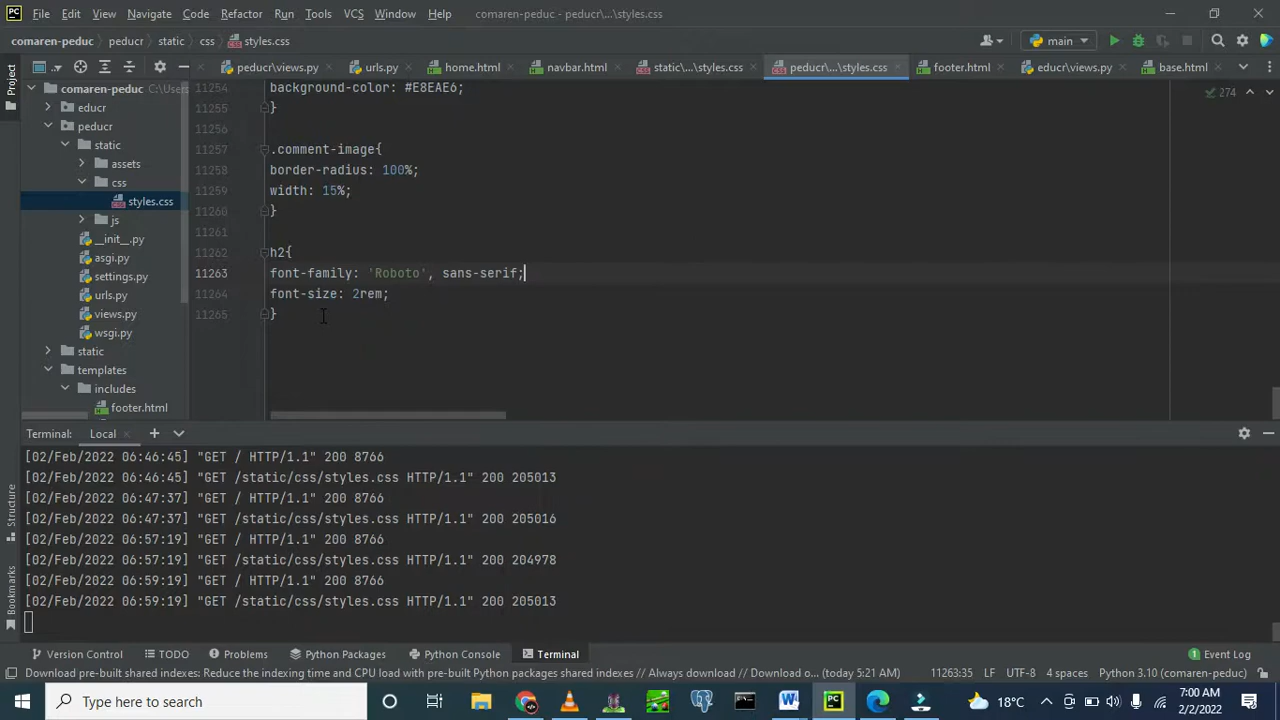 File Edit View Navigate Code Refactor Run Tools VCS Window Help comaren-peduc - peducr\...\styles.css
comaren-peduc peducr static css styles.css main
Project
peducr\views.py urls.py home.html navbar.html static\...\styles.css peducr\...\styles.css footer.html educr\views.py base.html
comaren-peduc C:\Users
educr
peducr
static
assets
css
styles.css
js
__init__.py
asgi.py
settings.py
urls.py
views.py
wsgi.py
static
templates
includes
footer.html
274
11254 background-color: #E8EAE6;
11255 }
11256
11257 .comment-image{
11258 border-radius: 100%;
11259 width: 15%;
11260 }
11261
11262 h2{
11263 font-family: 'Roboto', sans-serif;
11264 font-size: 2rem;
11265 }
Terminal: Local
[02/Feb/2022 06:46:45] "GET / HTTP/1.1" 200 8766
[02/Feb/2022 06:46:45] "GET /static/css/styles.css HTTP/1.1" 200 205013
[02/Feb/2022 06:47:37] "GET / HTTP/1.1" 200 8766
[02/Feb/2022 06:47:37] "GET /static/css/styles.css HTTP/1.1" 200 205016
[02/Feb/2022 06:57:19] "GET / HTTP/1.1" 200 8766
[02/Feb/2022 06:57:19] "GET /static/css/styles.css HTTP/1.1" 200 204978
[02/Feb/2022 06:59:19] "GET / HTTP/1.1" 200 8766
[02/Feb/2022 06:59:19] "GET /static/css/styles.css HTTP/1.1" 200 205013
Structure
Bookmarks
Version Control TODO Problems Python Packages Python Console Terminal Event Log
Download pre-built shared indexes: Reduce the indexing time and CPU load with pre-built Python packages shared indexes // Always download // Download o... (today 5:21 AM) 11263:35 LF UTF-8 4 spaces Python 3.10 (comaren-peduc)
Type here to search
18°C
7:00 AM
2/2/2022